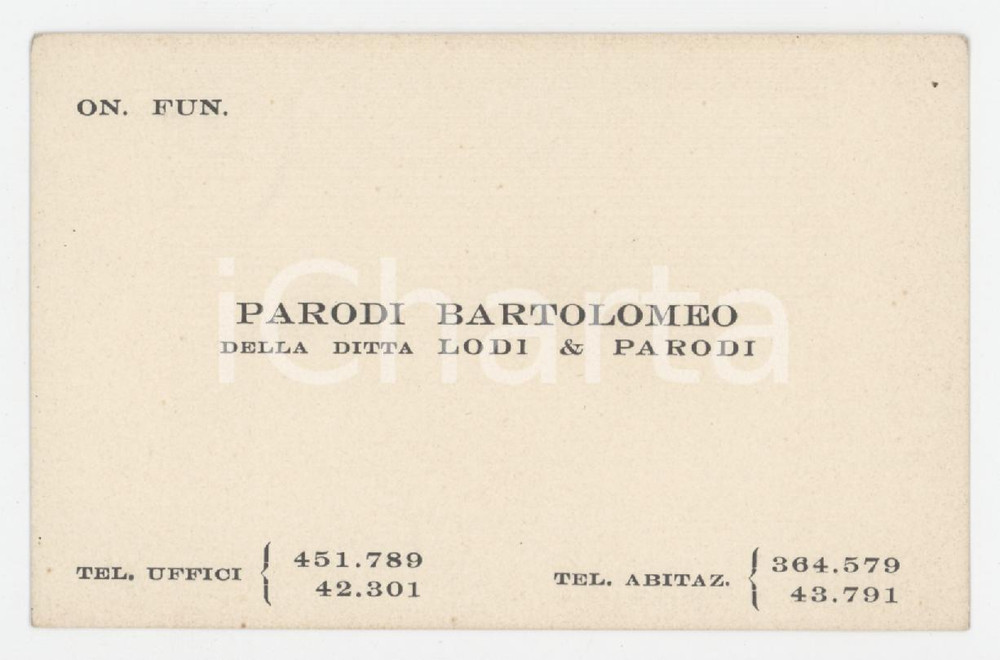 ON. FUN.
PARODI BARTOLOMEO
DELLA DITTA LODI & PARODI
iCharta
TEL. UFFICI { 451.789
42.301
TEL. ABITAZ. { 364.579
43.791